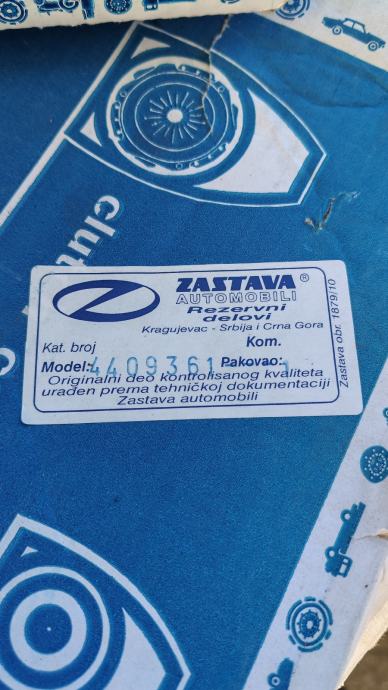 ZASTAVA®
AUTOMOBILI
Rezervni
delovi
Kragujevac - Srbija i Crna Gora
Kat. broj Kom.
Model: 4409361 Pakovao: 1
Originalni deo kontrolisanog kvaliteta
urađen prema tehničkoj dokumentaciji
Zastava automobili
Zastava obr. 1879/10